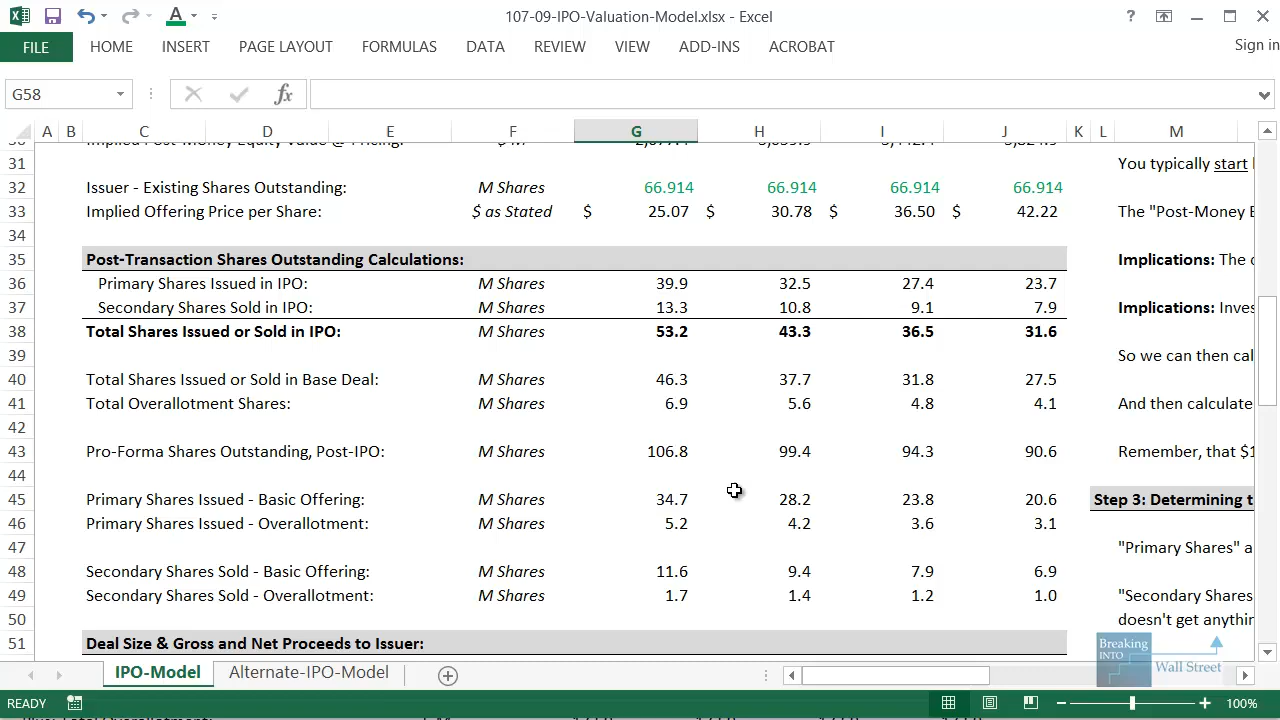 107-09-IPO-Valuation-Model.xlsx - Excel
FILE HOME INSERT PAGE LAYOUT FORMULAS DATA REVIEW VIEW ADD-INS ACROBAT Sign in
G58 fx
A B C D E F G H I J K L M
31 You typically start
32 Issuer - Existing Shares Outstanding: M Shares 66.914 66.914 66.914 66.914
33 Implied Offering Price per Share: $ as Stated $ 25.07 $ 30.78 $ 36.50 $ 42.22 The "Post-Money E
34
35 Post-Transaction Shares Outstanding Calculations: Implications: The c
36 Primary Shares Issued in IPO: M Shares 39.9 32.5 27.4 23.7
37 Secondary Shares Sold in IPO: M Shares 13.3 10.8 9.1 7.9 Implications: Inves
38 Total Shares Issued or Sold in IPO: M Shares 53.2 43.3 36.5 31.6
39 So we can then cal
40 Total Shares Issued or Sold in Base Deal: M Shares 46.3 37.7 31.8 27.5
41 Total Overallotment Shares: M Shares 6.9 5.6 4.8 4.1 And then calculate
42
43 Pro-Forma Shares Outstanding, Post-IPO: M Shares 106.8 99.4 94.3 90.6 Remember, that $1
44
45 Primary Shares Issued - Basic Offering: M Shares 34.7 28.2 23.8 20.6 Step 3: Determining t
46 Primary Shares Issued - Overallotment: M Shares 5.2 4.2 3.6 3.1
47 "Primary Shares" a
48 Secondary Shares Sold - Basic Offering: M Shares 11.6 9.4 7.9 6.9
49 Secondary Shares Sold - Overallotment: M Shares 1.7 1.4 1.2 1.0 "Secondary Shares
50 doesn't get anythin
51 Deal Size & Gross and Net Proceeds to Issuer:
Breaking INTO Wall Street
IPO-Model Alternate-IPO-Model
READY 100%